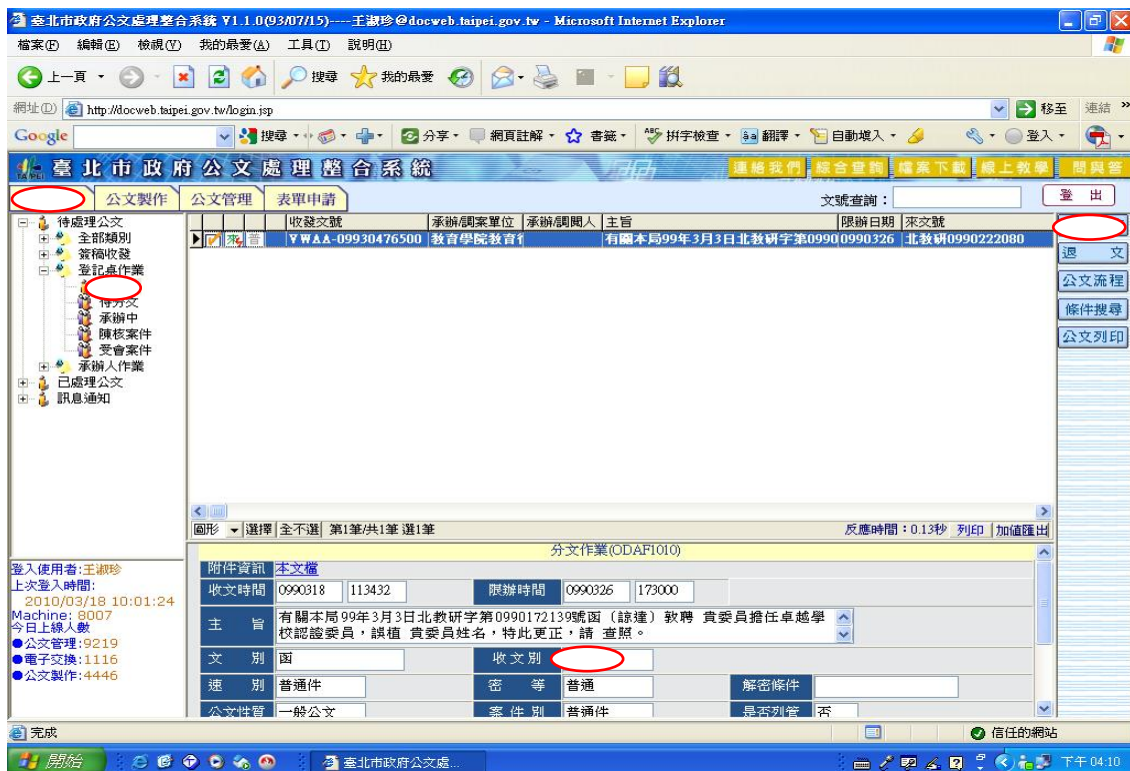 臺北市政府公文處理整合系統 V1.1.0(93/07/15)----王淑珍@docweb.taipei.gov.tw - Microsoft Internet Explorer
檔案(F) 編輯(E) 檢視(V) 我的最愛(A) 工具(T) 說明(H)
上一頁 搜尋 我的最愛
網址(D) http://docweb.taipei.gov.tw/login.jsp 移至 連結 »
Google 搜尋 分享 網頁註解 書籤 拼字檢查 翻譯 自動填入 登入
臺北市政府公文處理整合系統 連絡我們 綜合查詢 檔案下載 線上教學 問與答
公文製作 公文管理 表單申請 文號查詢： 登 出
待處理公文
全部類別
簽稿收發
登記桌作業
待分文
承辦中
陳核案件
受會案件
承辦人作業
已處理公文
訊息通知
收發文號 承辦/調案單位 承辦/調閱人 主旨 限辦日期 來文號
來 普 YWAA-09930476500 教育學院教育行 有關本局99年3月3日北教研字第0990 0990326 北教研0990222080
退 文
公文流程
條件搜尋
公文列印
圖形 選擇 全不選 第1筆/共1筆 選1筆 反應時間：0.13秒 列印 加值匯出
分文作業(ODAF1010)
附件資訊 本文檔
收文時間 0990318 113432 限辦時間 0990326 173000
主 旨 有關本局99年3月3日北教研字第0990172139號函（諒達）敦聘 貴委員擔任卓越學
校認證委員，誤植 貴委員姓名，特此更正，請 查照。
文 別 函 收文別
速 別 普通件 密 等 普通 解密條件
公文性質 一般公文 案件別 普通件 是否列管 否
登入使用者:王淑珍
上次登入時間:
2010/03/18 10:01:24
Machine: 8007
今日上線人數
●公文管理:9219
●電子交換:1116
●公文製作:4446
完成 信任的網站
開始 臺北市政府公文處... 下午 04:10